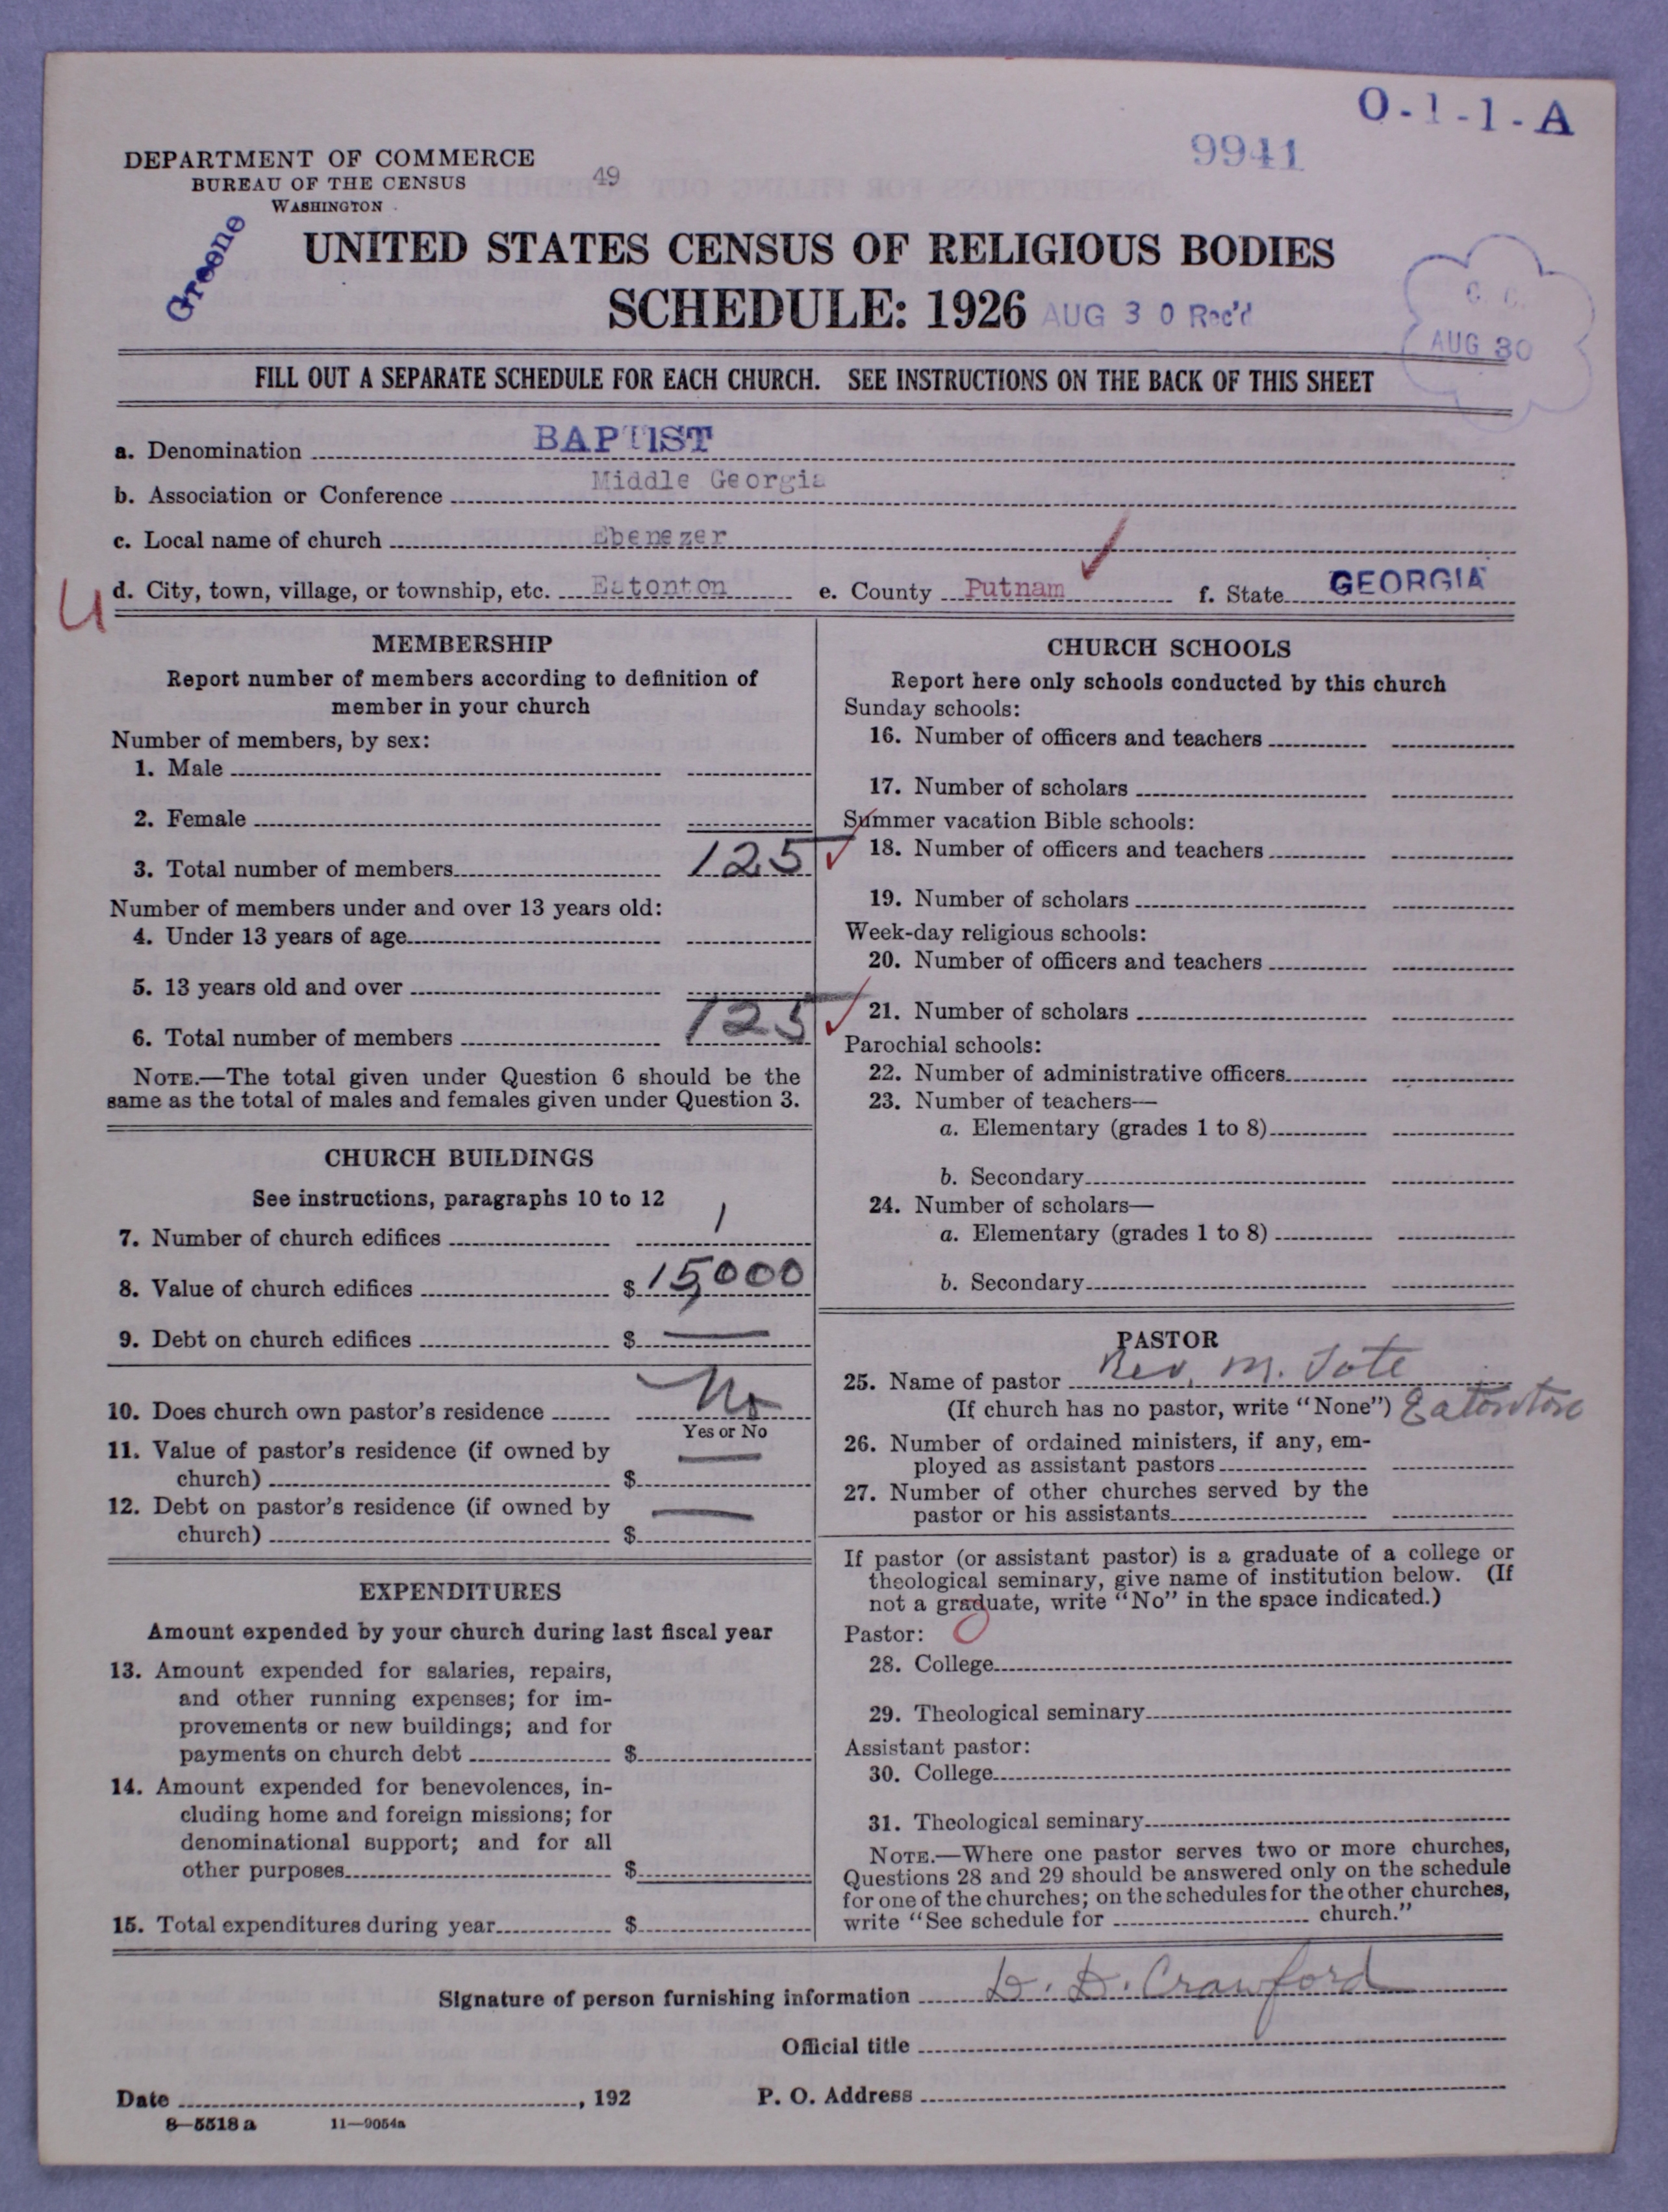 O-1-1-A
9941
DEPARTMENT OF COMMERCE
BUREAU OF THE CENSUS
WASHINGTON
49
Greene
UNITED STATES CENSUS OF RELIGIOUS BODIES
SCHEDULE: 1926
AUG 30 Rec'd
C. C.
AUG 30
FILL OUT A SEPARATE SCHEDULE FOR EACH CHURCH. SEE INSTRUCTIONS ON THE BACK OF THIS SHEET
a. Denomination BAPTIST
b. Association or Conference Middle Georgia
c. Local name of church Ebenezer
U d. City, town, village, or township, etc. Eatonton e. County Putnam f. State GEORGIA
MEMBERSHIP
Report number of members according to definition of
member in your church
Number of members, by sex:
1. Male
2. Female
3. Total number of members 125
Number of members under and over 13 years old:
4. Under 13 years of age
5. 13 years old and over
6. Total number of members 125
NOTE.—The total given under Question 6 should be the
same as the total of males and females given under Question 3.
CHURCH BUILDINGS
See instructions, paragraphs 10 to 12
7. Number of church edifices 1
8. Value of church edifices $ 15,000
9. Debt on church edifices $ —
10. Does church own pastor's residence No
Yes or No
11. Value of pastor's residence (if owned by
church) $ —
12. Debt on pastor's residence (if owned by
church) $ —
EXPENDITURES
Amount expended by your church during last fiscal year
13. Amount expended for salaries, repairs,
and other running expenses; for im-
provements or new buildings; and for
payments on church debt $
14. Amount expended for benevolences, in-
cluding home and foreign missions; for
denominational support; and for all
other purposes $
15. Total expenditures during year $
CHURCH SCHOOLS
Report here only schools conducted by this church
Sunday schools:
16. Number of officers and teachers
17. Number of scholars
Summer vacation Bible schools:
18. Number of officers and teachers
19. Number of scholars
Week-day religious schools:
20. Number of officers and teachers
21. Number of scholars
Parochial schools:
22. Number of administrative officers
23. Number of teachers—
a. Elementary (grades 1 to 8)
b. Secondary
24. Number of scholars—
a. Elementary (grades 1 to 8)
b. Secondary
PASTOR
25. Name of pastor Rev. M. Tote
(If church has no pastor, write "None") Eatonton
26. Number of ordained ministers, if any, em-
ployed as assistant pastors
27. Number of other churches served by the
pastor or his assistants
If pastor (or assistant pastor) is a graduate of a college or
theological seminary, give name of institution below. (If
not a graduate, write "No" in the space indicated.)
Pastor:
28. College
29. Theological seminary
Assistant pastor:
30. College
31. Theological seminary
NOTE.—Where one pastor serves two or more churches,
Questions 28 and 29 should be answered only on the schedule
for one of the churches; on the schedules for the other churches,
write "See schedule for church."
Signature of person furnishing information D. D. Crawford
Official title
Date , 192 P. O. Address
8—5518 a 11—9054a